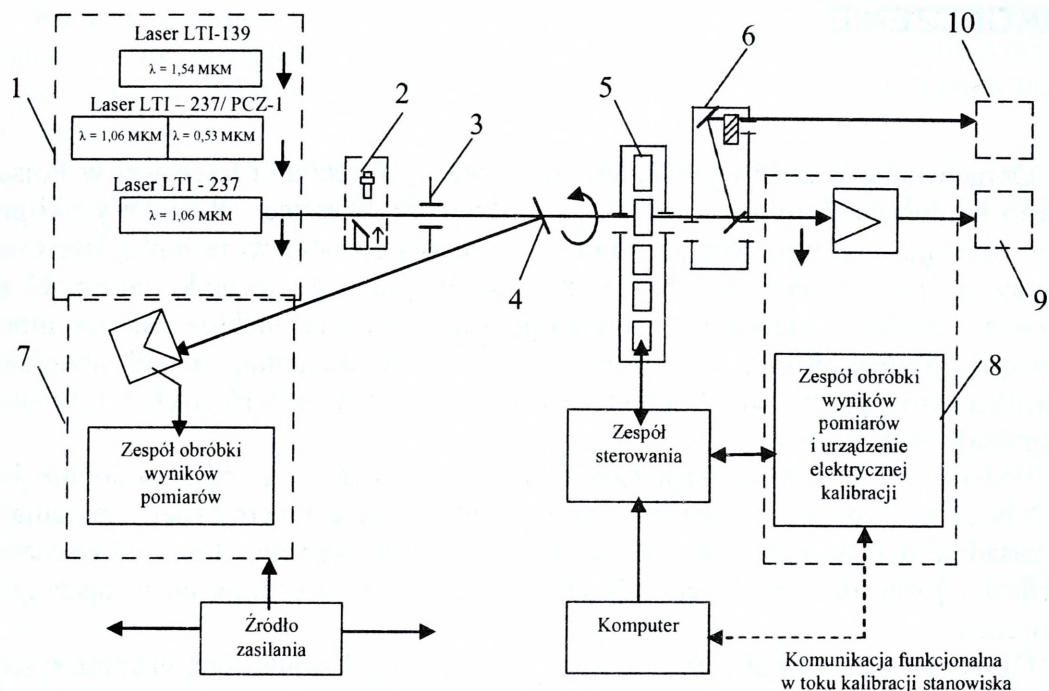 Laser LTI-139
λ = 1,54 MKM
Laser LTI – 237/ PCZ-1
λ = 1,06 MKM
λ = 0,53 MKM
Laser LTI - 237
λ = 1,06 MKM
1
2
3
4
5
6
10
9
7
8
Zespół obróbki
wyników
pomiarów
Zespół
sterowania
Zespół obróbki
wyników
pomiarów
i urządzenie
elektrycznej
kalibracji
Źródło
zasilania
Komputer
Komunikacja funkcjonalna
w toku kalibracji stanowiska